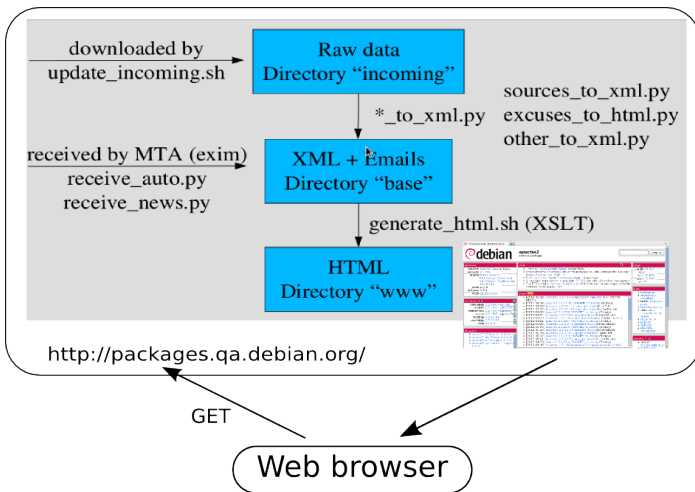 downloaded by
update_incoming.sh
Raw data
Directory “incoming”
*_to_xml.py
sources_to_xml.py
excuses_to_html.py
other_to_xml.py
received by MTA (exim)
receive_auto.py
receive_news.py
XML + Emails
Directory “base”
generate_html.sh (XSLT)
HTML
Directory “www”
debian
apache2
http://packages.qa.debian.org/
GET
Web browser